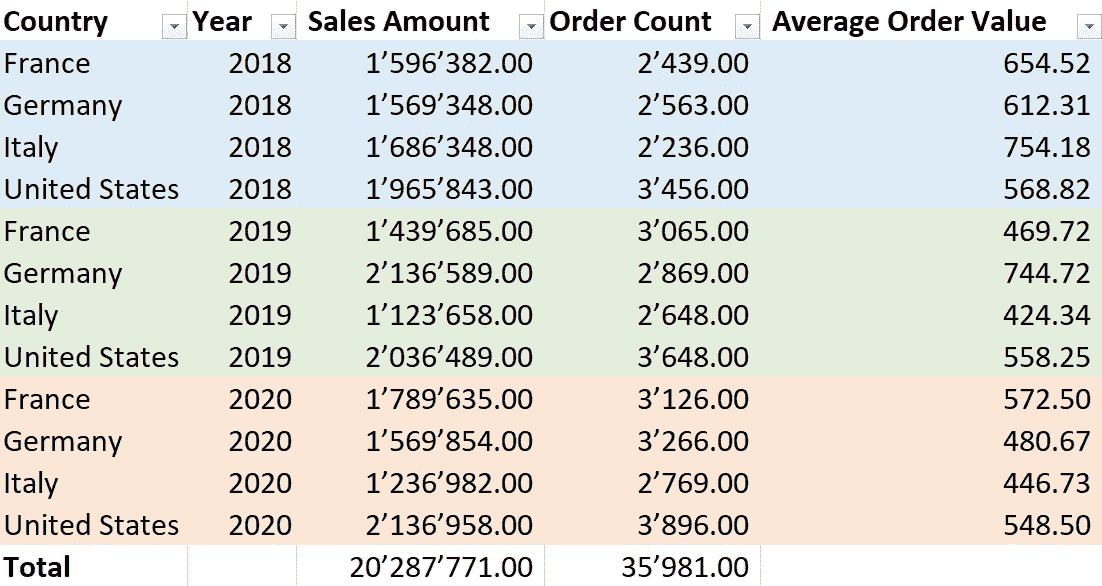 Country Year Sales Amount Order Count Average Order Value
France 2018 1’596’382.00 2’439.00 654.52
Germany 2018 1’569’348.00 2’563.00 612.31
Italy 2018 1’686’348.00 2’236.00 754.18
United States 2018 1’965’843.00 3’456.00 568.82
France 2019 1’439’685.00 3’065.00 469.72
Germany 2019 2’136’589.00 2’869.00 744.72
Italy 2019 1’123’658.00 2’648.00 424.34
United States 2019 2’036’489.00 3’648.00 558.25
France 2020 1’789’635.00 3’126.00 572.50
Germany 2020 1’569’854.00 3’266.00 480.67
Italy 2020 1’236’982.00 2’769.00 446.73
United States 2020 2’136’958.00 3’896.00 548.50
Total 20’287’771.00 35’981.00